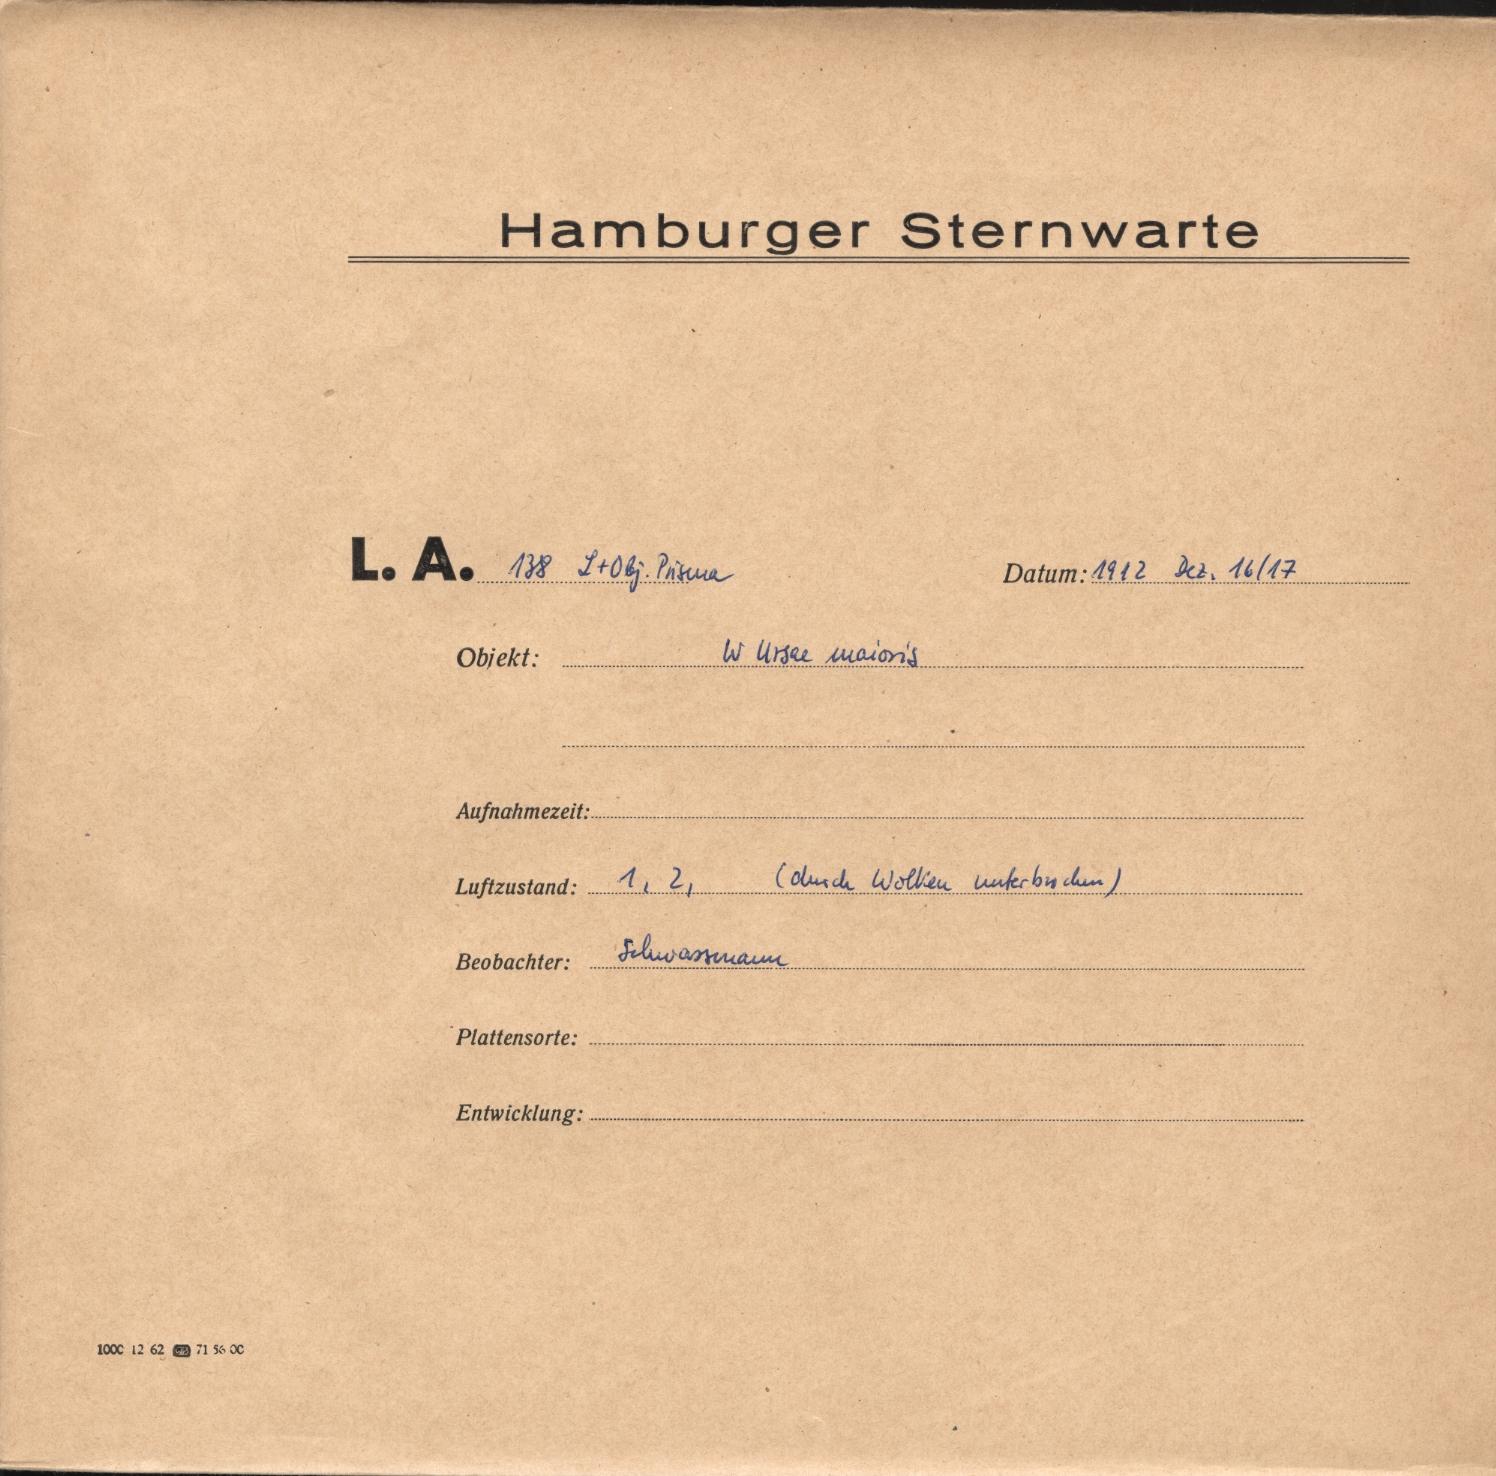 Hamburger Sternwarte
L. A. 138 L+Obj. Prisma Datum: 1912 Dez. 16/17
Objekt: W Ursae maioris
Aufnahmezeit:
Luftzustand: 1, 2, (durch Wolken unterbrochen)
Beobachter: Schwassmann
Plattensorte:
Entwicklung:
1000 12 62 71 56 00